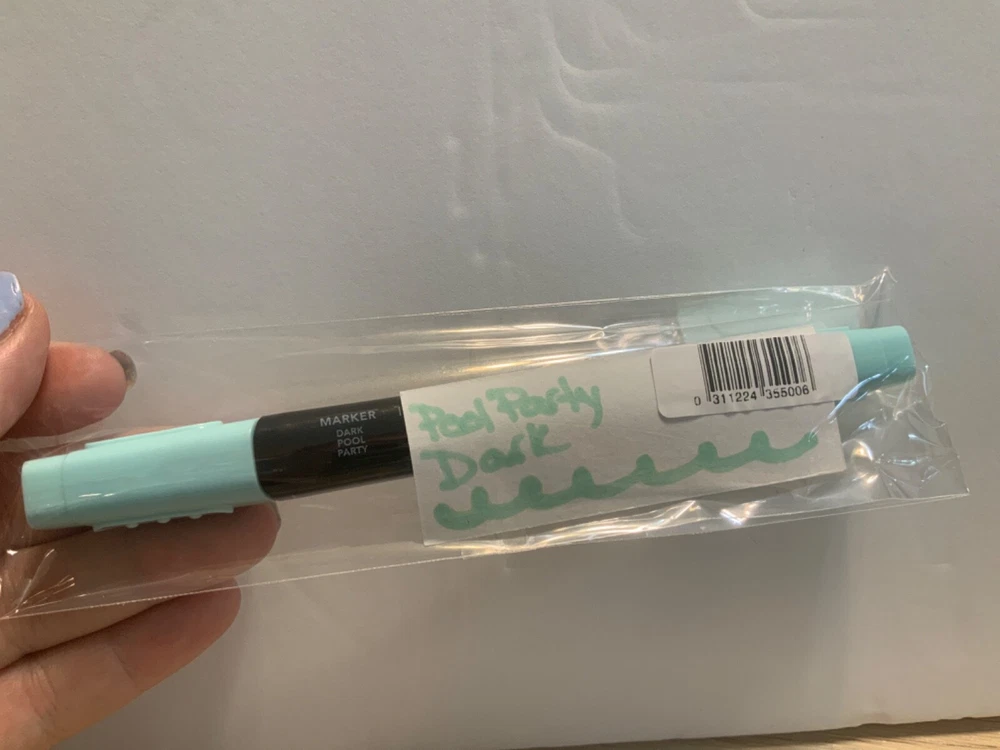 MARKER
DARK
POOL
PARTY
Pool Party
Dark
0 311224 355006